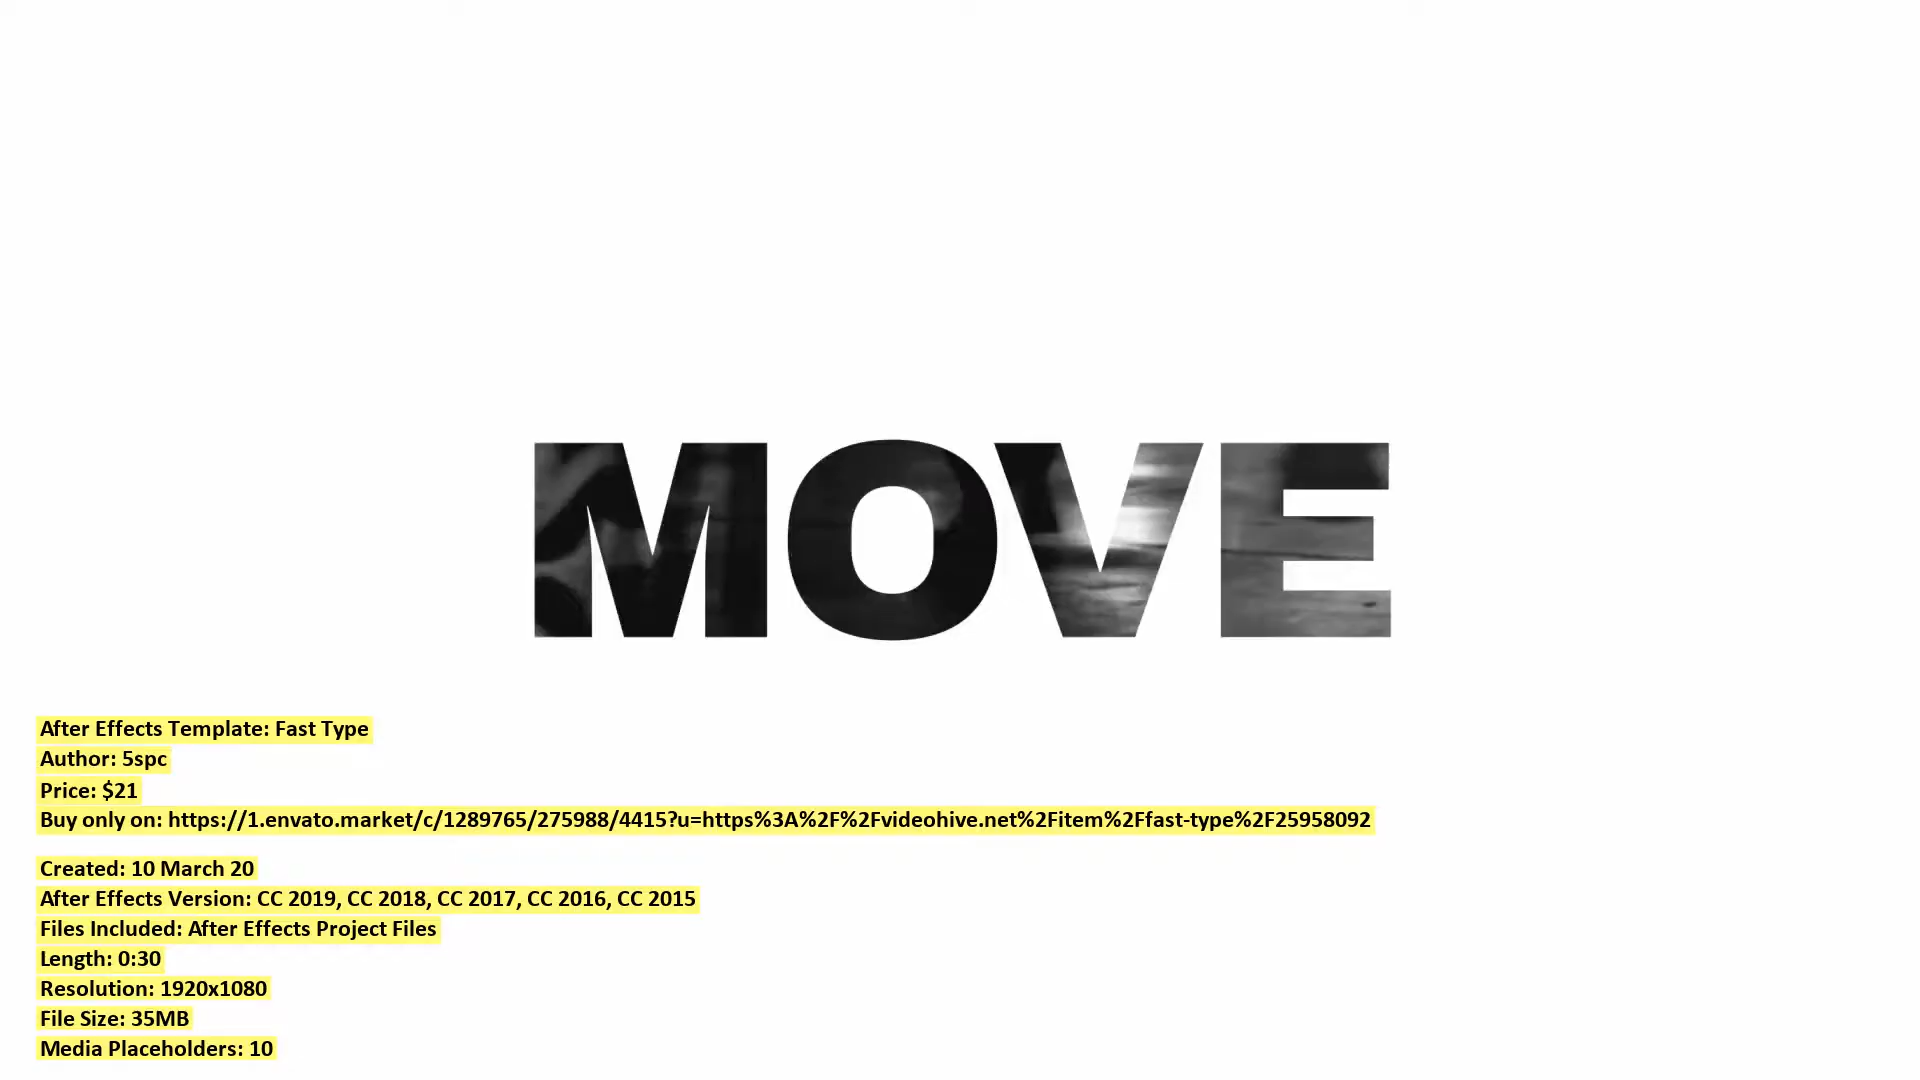 MOVE
After Effects Template: Fast Type
Author: 5spc
Price: $21
Buy only on: https://1.envato.market/c/1289765/275988/4415?u=https%3A%2F%2Fvideohive.net%2Fitem%2Ffast-type%2F25958092
Created: 10 March 20
After Effects Version: CC 2019, CC 2018, CC 2017, CC 2016, CC 2015
Files Included: After Effects Project Files
Length: 0:30
Resolution: 1920x1080
File Size: 35MB
Media Placeholders: 10